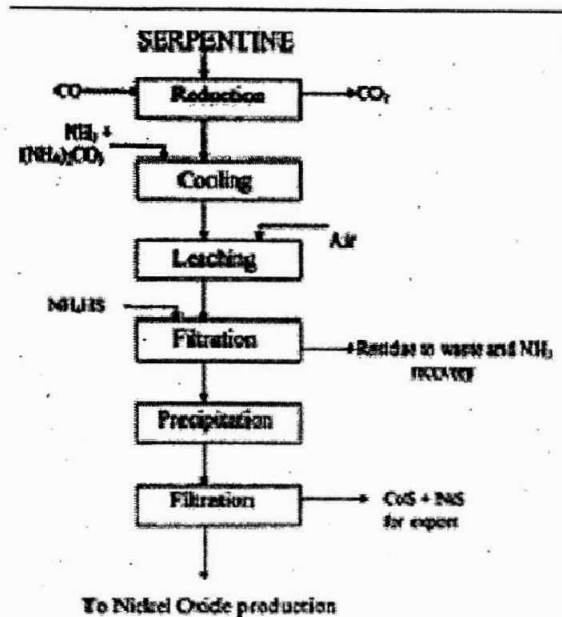 SERPENTINE
CO
Reduction
CO₂
NH₃ +
(NH₄)₂CO₃
Cooling
Air
Leaching
NH₄HS
Filtration
Residue to waste and NH₃
recovery
Precipitation
Filtration
CoS + NiS
for export
To Nickel Oxide production